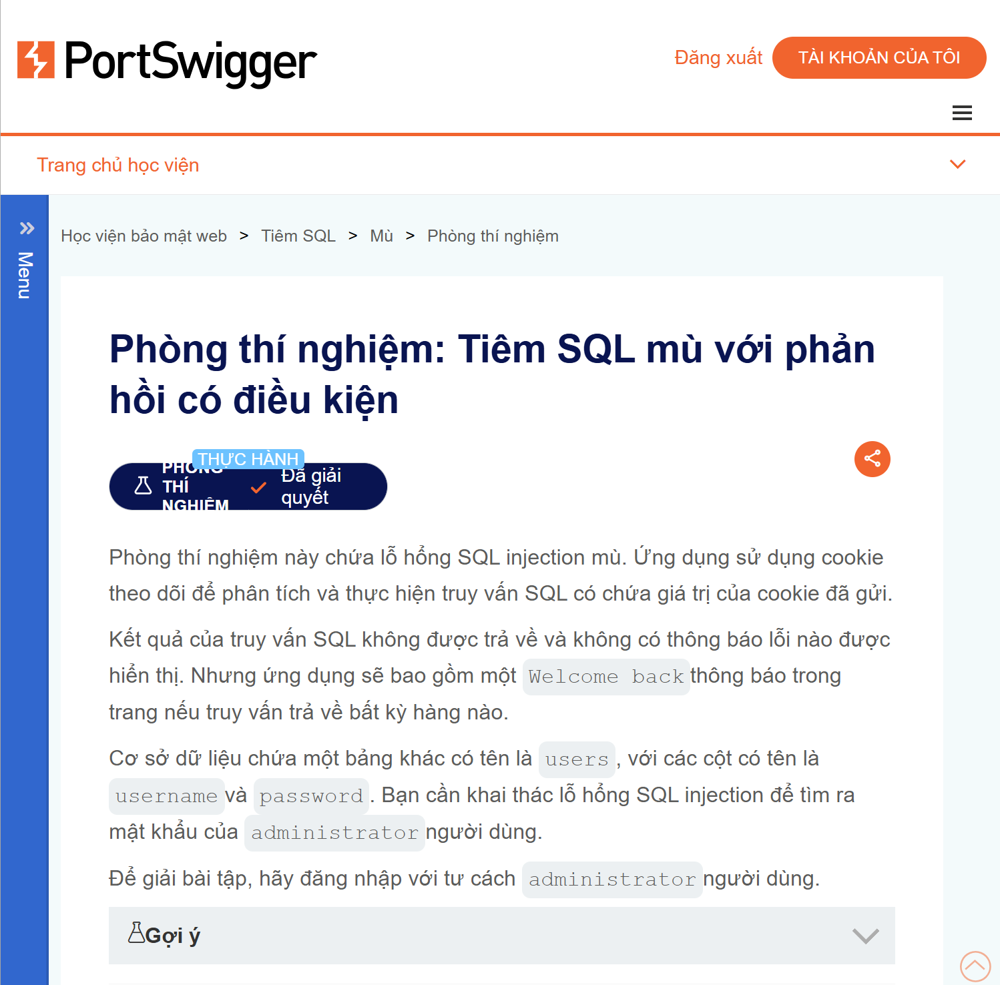 PortSwigger
Đăng xuất
TÀI KHOẢN CỦA TÔI
Trang chủ học viện
Menu
Học viện bảo mật web > Tiêm SQL > Mù > Phòng thí nghiệm
Phòng thí nghiệm: Tiêm SQL mù với phản
hồi có điều kiện
THỰC HÀNH
PHÒNG
THÍ
NGHIỆM
Đã giải
quyết
Phòng thí nghiệm này chứa lỗ hổng SQL injection mù. Ứng dụng sử dụng cookie
theo dõi để phân tích và thực hiện truy vấn SQL có chứa giá trị của cookie đã gửi.
Kết quả của truy vấn SQL không được trả về và không có thông báo lỗi nào được
hiển thị. Nhưng ứng dụng sẽ bao gồm một Welcome back thông báo trong
trang nếu truy vấn trả về bất kỳ hàng nào.
Cơ sở dữ liệu chứa một bảng khác có tên là users, với các cột có tên là
username và password. Bạn cần khai thác lỗ hổng SQL injection để tìm ra
mật khẩu của administrator người dùng.
Để giải bài tập, hãy đăng nhập với tư cách administrator người dùng.
Gợi ý